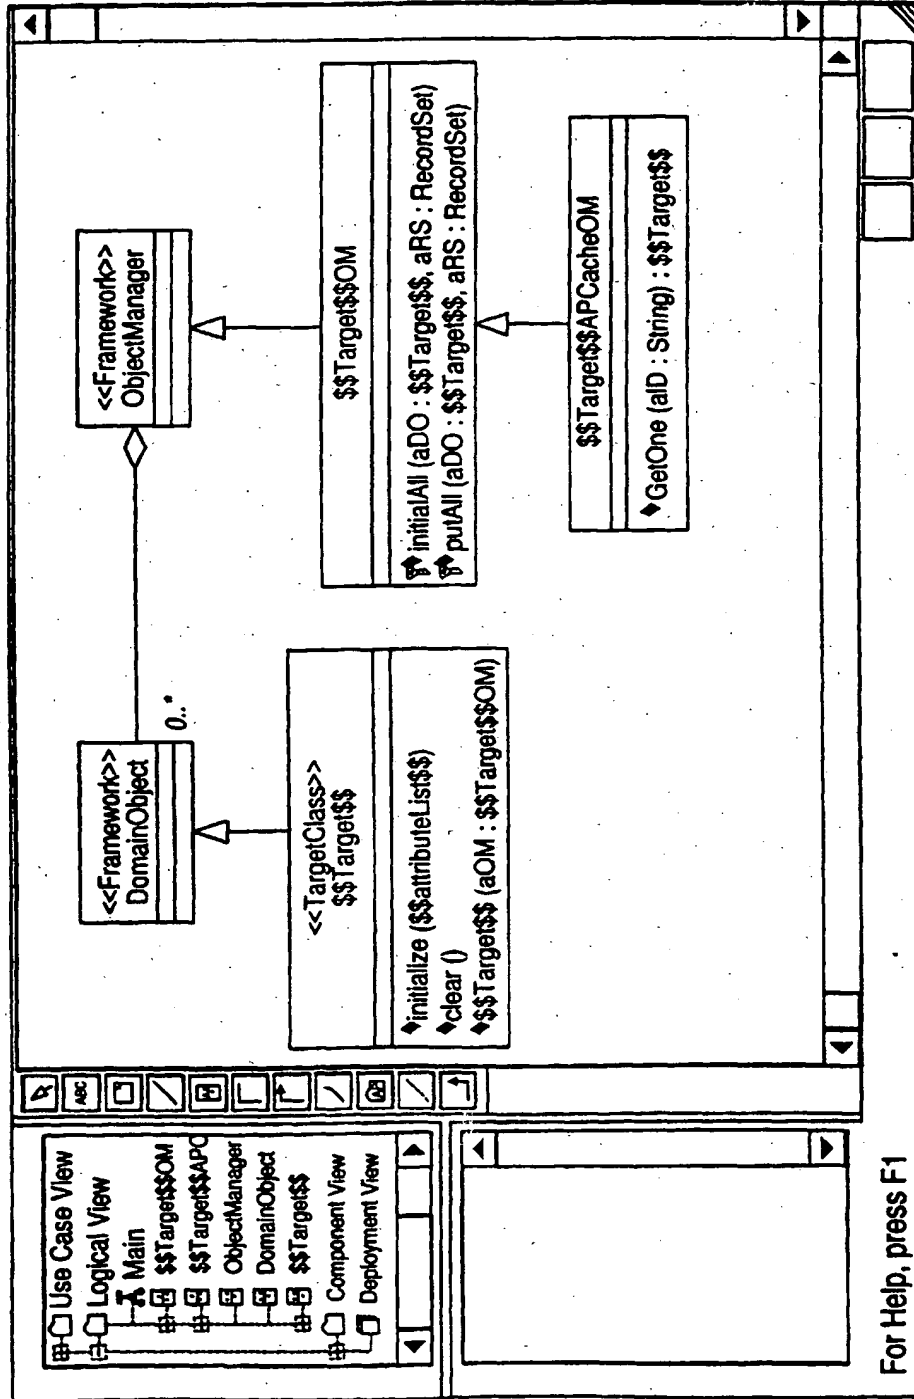 Use Case View
Logical View
Main
$$Target$$OM
$$Target$$APC
ObjectManager
DomainObject
$$Target$$
Component View
Deployment View
ABC
<<Framework>>
DomainObject
0..*
<<Framework>>
ObjectManager
<<TargetClass>>
$$Target$$
initialize ($$attributeList$$)
clear ()
$$Target$$ (aOM : $$Target$$OM)
$$Target$$OM
initialAll (aDO : $$Target$$, aRS : RecordSet)
putAll (aDO : $$Target$$, aRS : RecordSet)
$$Target$$APCacheOM
GetOne (aID : String) : $$Target$$
For Help, press F1